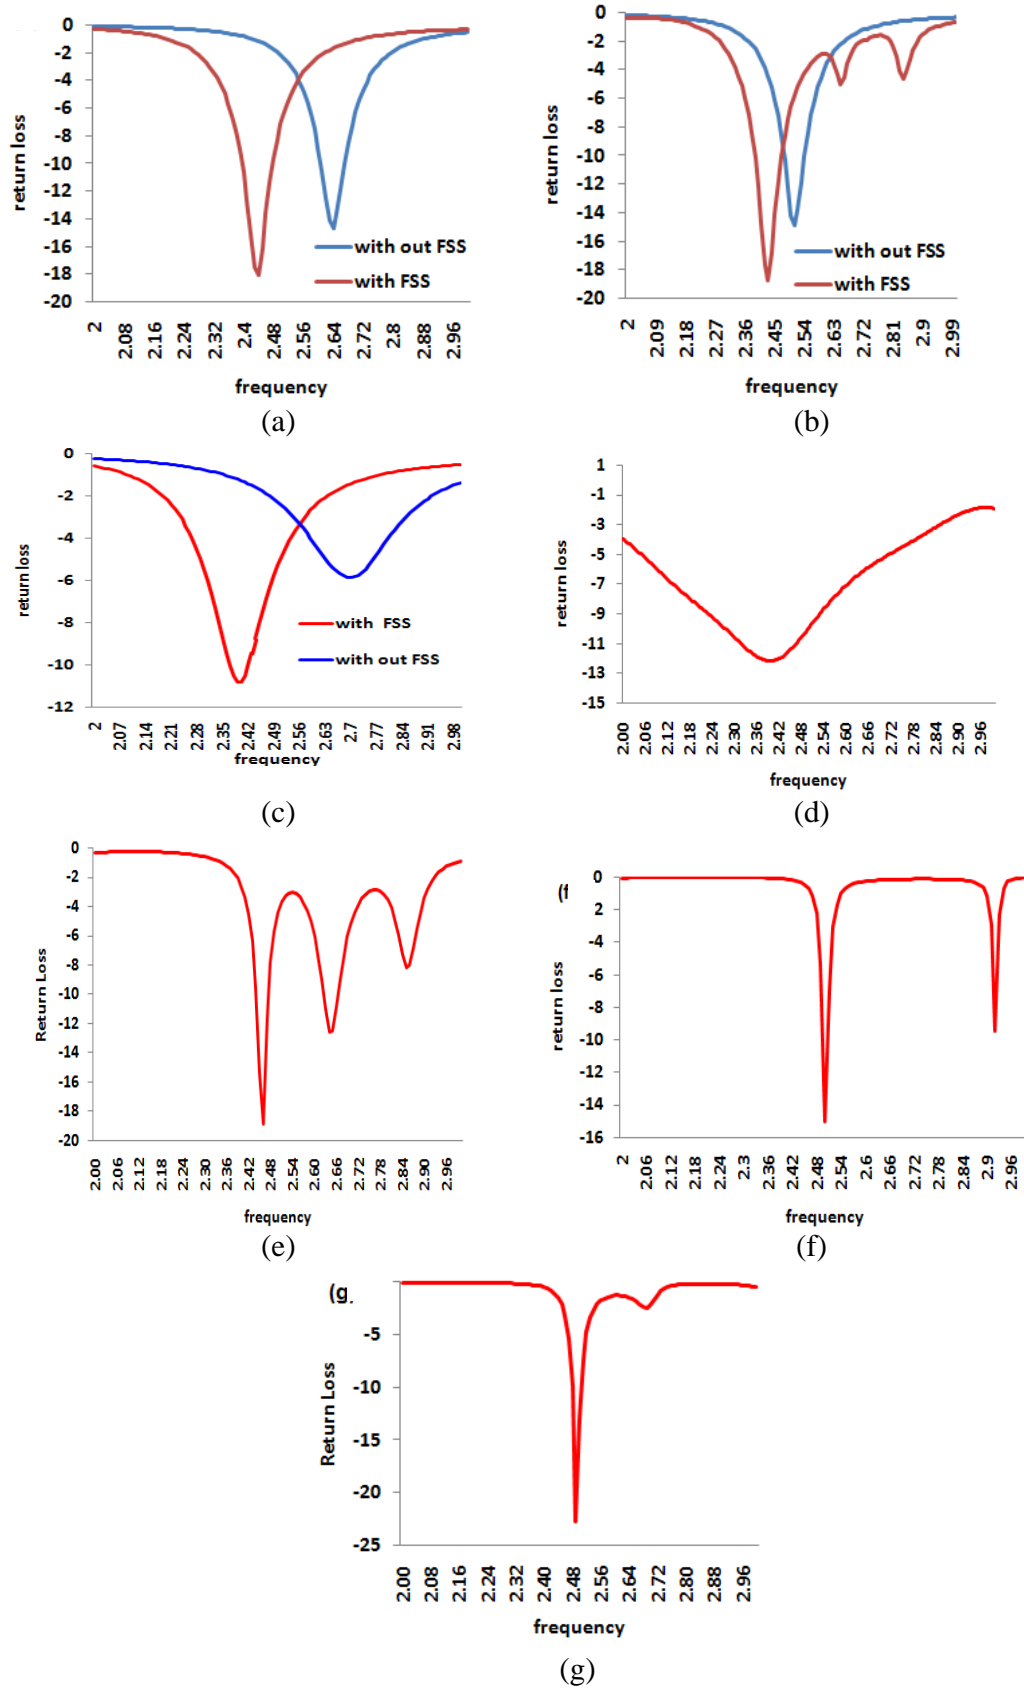 0
-2
-4
-6
-8
-10
-12
-14
-16
-18
-20
return loss
with out FSS
with FSS
2 2.08 2.16 2.24 2.32 2.4 2.48 2.56 2.64 2.72 2.8 2.88 2.96
frequency
(a)
0
-2
-4
-6
-8
-10
-12
-14
-16
-18
-20
return loss
with out FSS
with FSS
2 2.09 2.18 2.27 2.36 2.45 2.54 2.63 2.72 2.81 2.9 2.99
frequency
(b)
0
-2
-4
-6
-8
-10
-12
return loss
with FSS
with out FSS
2 2.07 2.14 2.21 2.28 2.35 2.42 2.49 2.56 2.63 2.7 2.77 2.84 2.91 2.98
frequency
(c)
1
-1
-3
-5
-7
-9
-11
-13
-15
return loss
2.00 2.06 2.12 2.18 2.24 2.30 2.36 2.42 2.48 2.54 2.60 2.66 2.72 2.78 2.84 2.90 2.96
frequency
(d)
0
-2
-4
-6
-8
-10
-12
-14
-16
-18
-20
Return Loss
2.00 2.06 2.12 2.18 2.24 2.30 2.36 2.42 2.48 2.54 2.60 2.66 2.72 2.78 2.84 2.90 2.96
frequency
(e)
(f
0
2
-4
-6
-8
-10
-12
-14
-16
return loss
2 2.06 2.12 2.18 2.24 2.3 2.36 2.42 2.48 2.54 2.6 2.66 2.72 2.78 2.84 2.9 2.96
frequency
(f)
(g.
-5
-10
-15
-20
-25
Return Loss
2.00 2.08 2.16 2.24 2.32 2.40 2.48 2.56 2.64 2.72 2.80 2.88 2.96
frequency
(g)